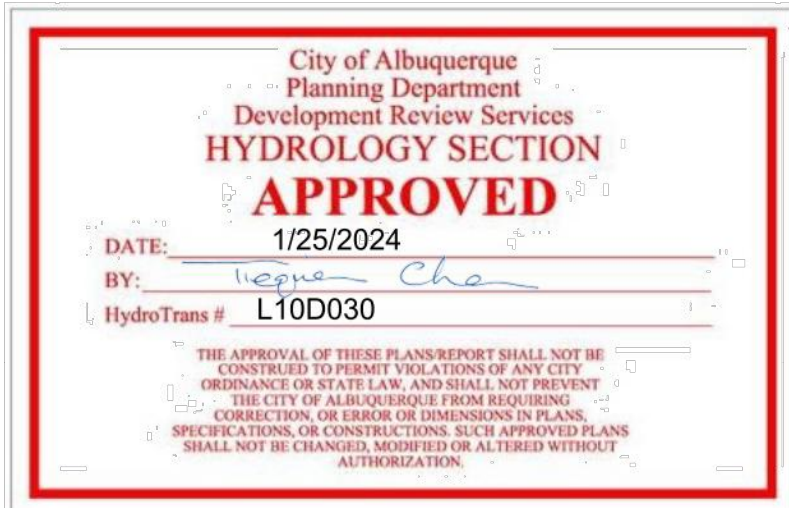 City of Albuquerque
Planning Department
Development Review Services
HYDROLOGY SECTION
APPROVED
DATE: 1/25/2024
BY: Chen
HydroTrans # L10D030
THE APPROVAL OF THESE PLANS/REPORT SHALL NOT BE
CONSTRUED TO PERMIT VIOLATIONS OF ANY CITY
ORDINANCE OR STATE LAW, AND SHALL NOT PREVENT
THE CITY OF ALBUQUERQUE FROM REQUIRING
CORRECTION, OR ERROR OR DIMENSIONS IN PLANS,
SPECIFICATIONS, OR CONSTRUCTIONS. SUCH APPROVED PLANS
SHALL NOT BE CHANGED, MODIFIED OR ALTERED WITHOUT
AUTHORIZATION.